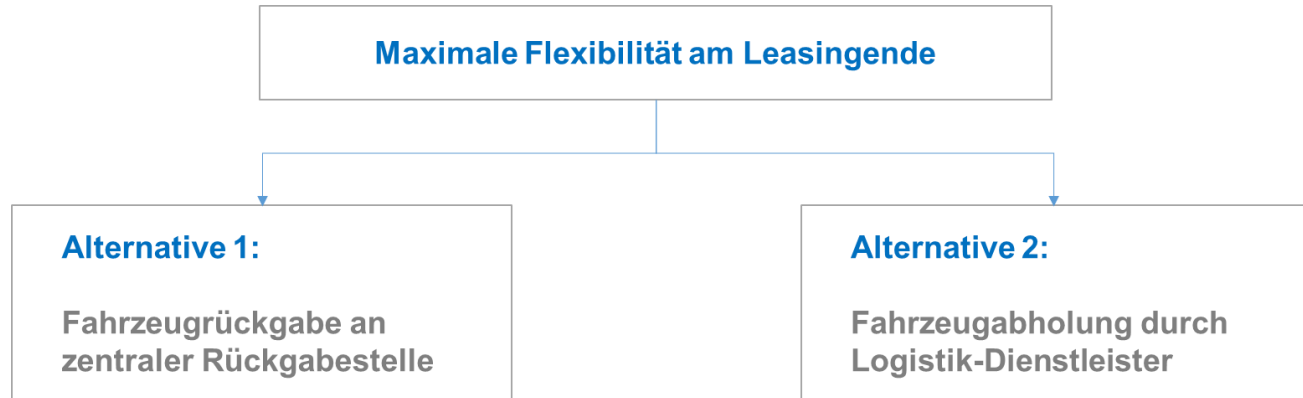 Maximale Flexibilität am Leasingende
Alternative 1:
Fahrzeugrückgabe an
zentraler Rückgabestelle
Alternative 2:
Fahrzeugabholung durch
Logistik-Dienstleister